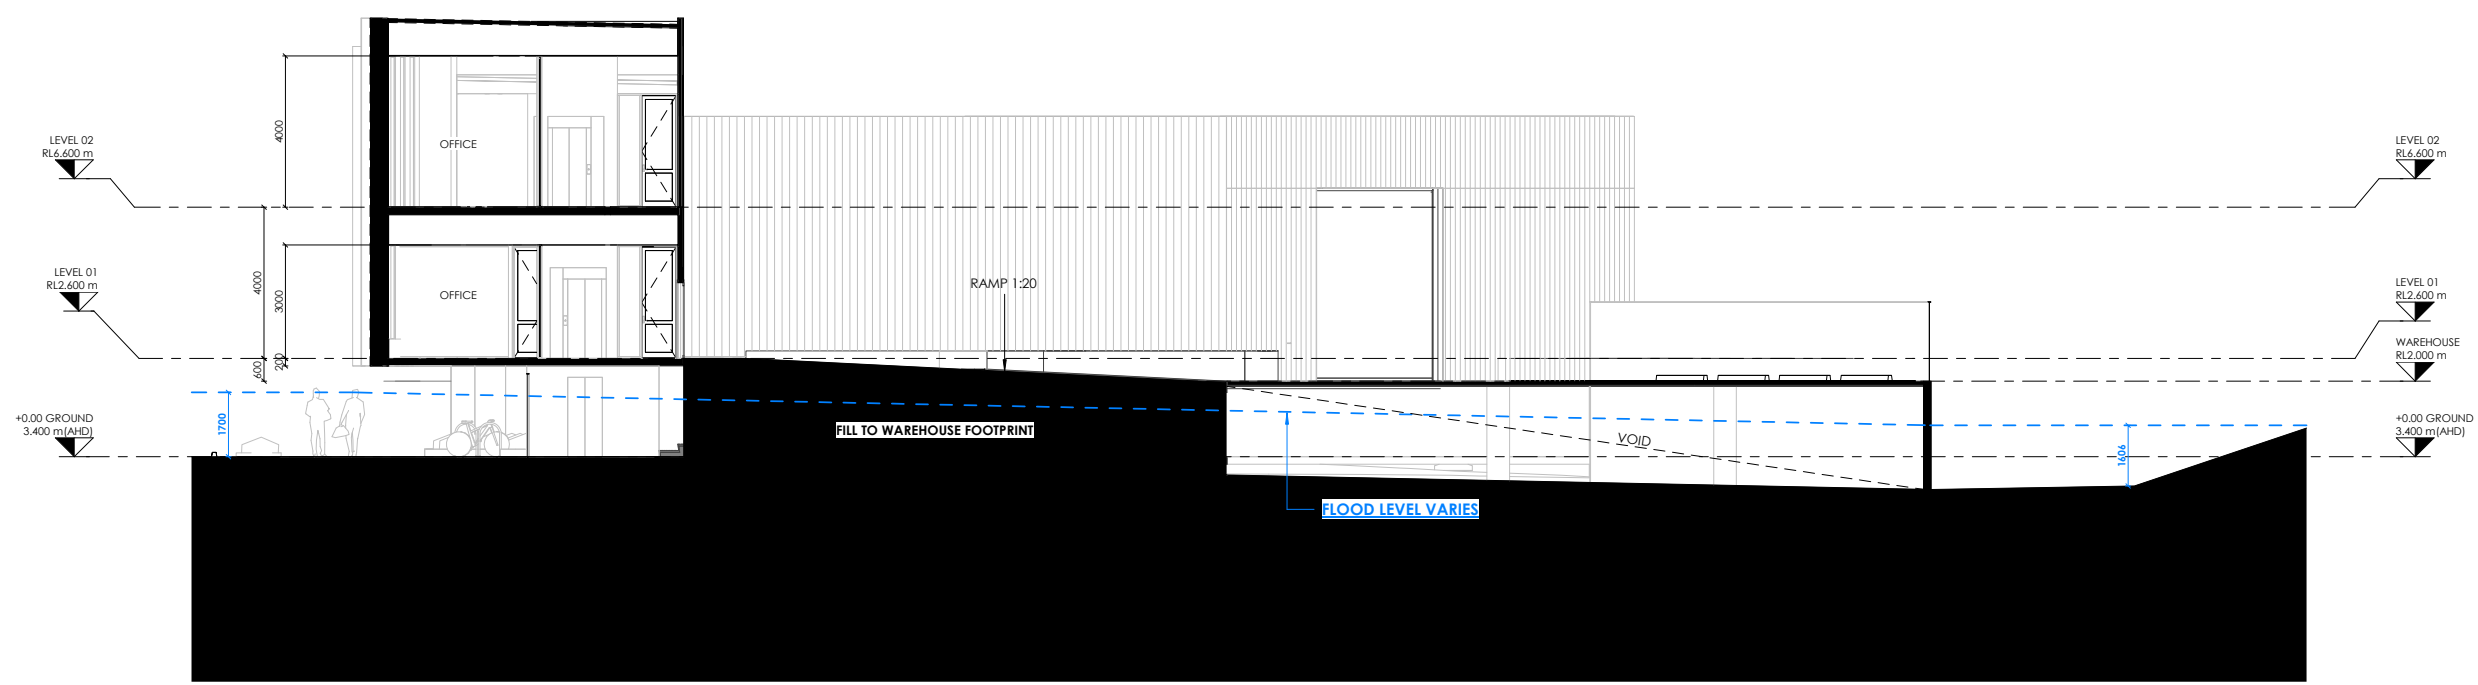 LEVEL 02
RL6.600 m
LEVEL 01
RL2.600 m
+0.00 GROUND
3.400 m(AHD)
4000
4000
3000
600
200
1700
OFFICE
OFFICE
RAMP 1:20
FILL TO WAREHOUSE FOOTPRINT
VOID
FLOOD LEVEL VARIES
1606
LEVEL 02
RL6.600 m
LEVEL 01
RL2.600 m
WAREHOUSE
RL2.000 m
+0.00 GROUND
3.400 m(AHD)